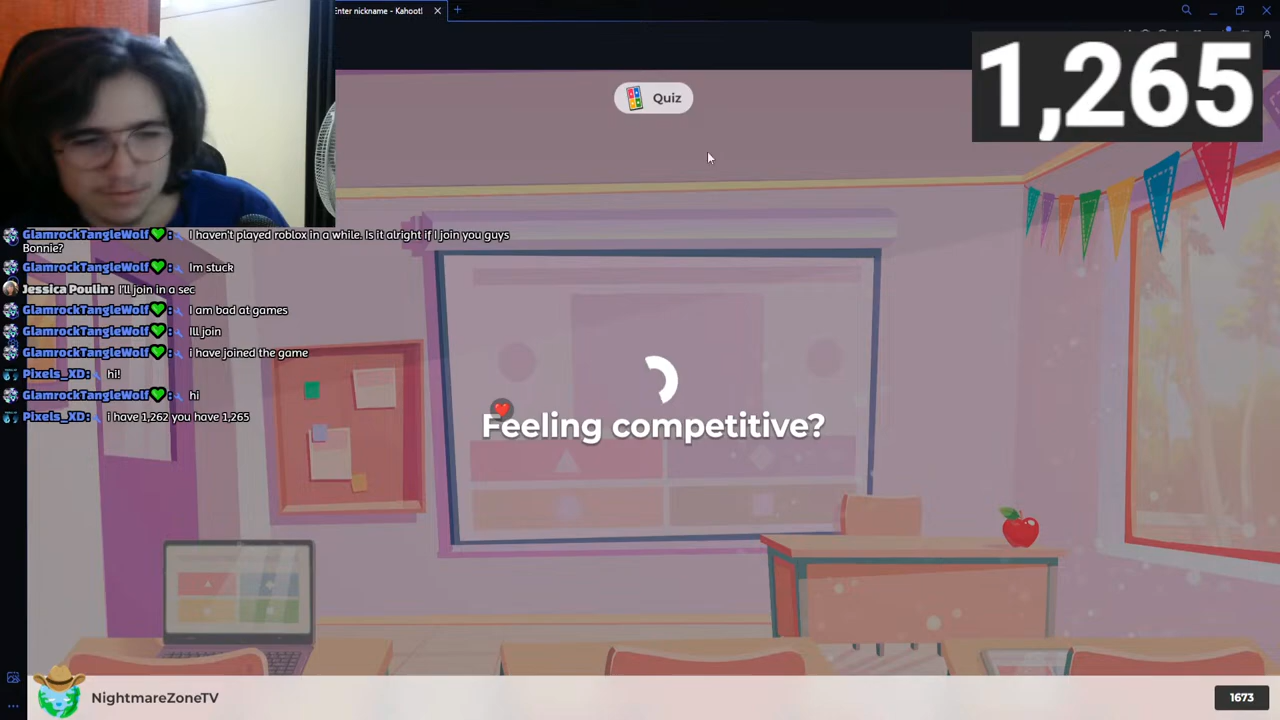 Enter nickname - Kahoot!
1,265
Quiz
GlamrockTangleWolf💚: I haven't played roblox in a while. Is it alright if I join you guys
Bonnie?
GlamrockTangleWolf💚: Im stuck
Jessica Poulin: I'll join in a sec
GlamrockTangleWolf💚: I am bad at games
GlamrockTangleWolf💚: Ill join
GlamrockTangleWolf💚: i have joined the game
Pixels_XD: hi!
GlamrockTangleWolf💚: hi
Pixels_XD: i have 1,262 you have 1,265
Feeling competitive?
NightmareZoneTV
1673